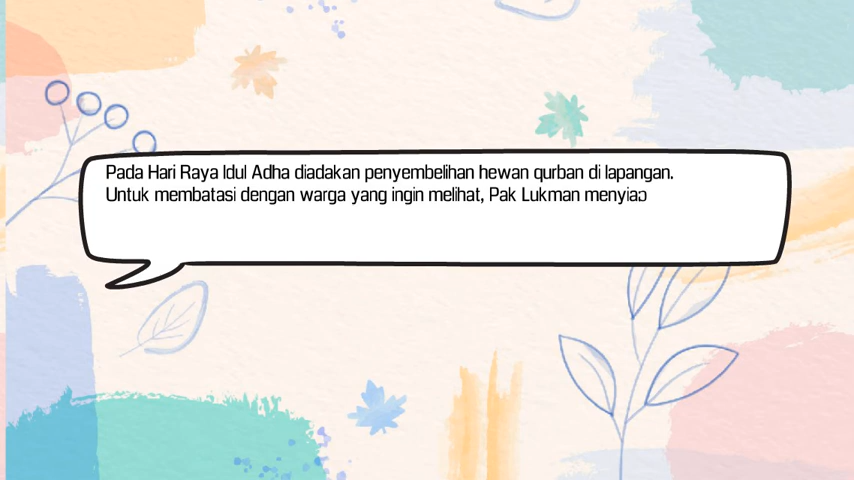 Pada Hari Raya Idul Adha diadakan penyembelihan hewan qurban di lapangan.
Untuk membatasi dengan warga yang ingin melihat, Pak Lukman